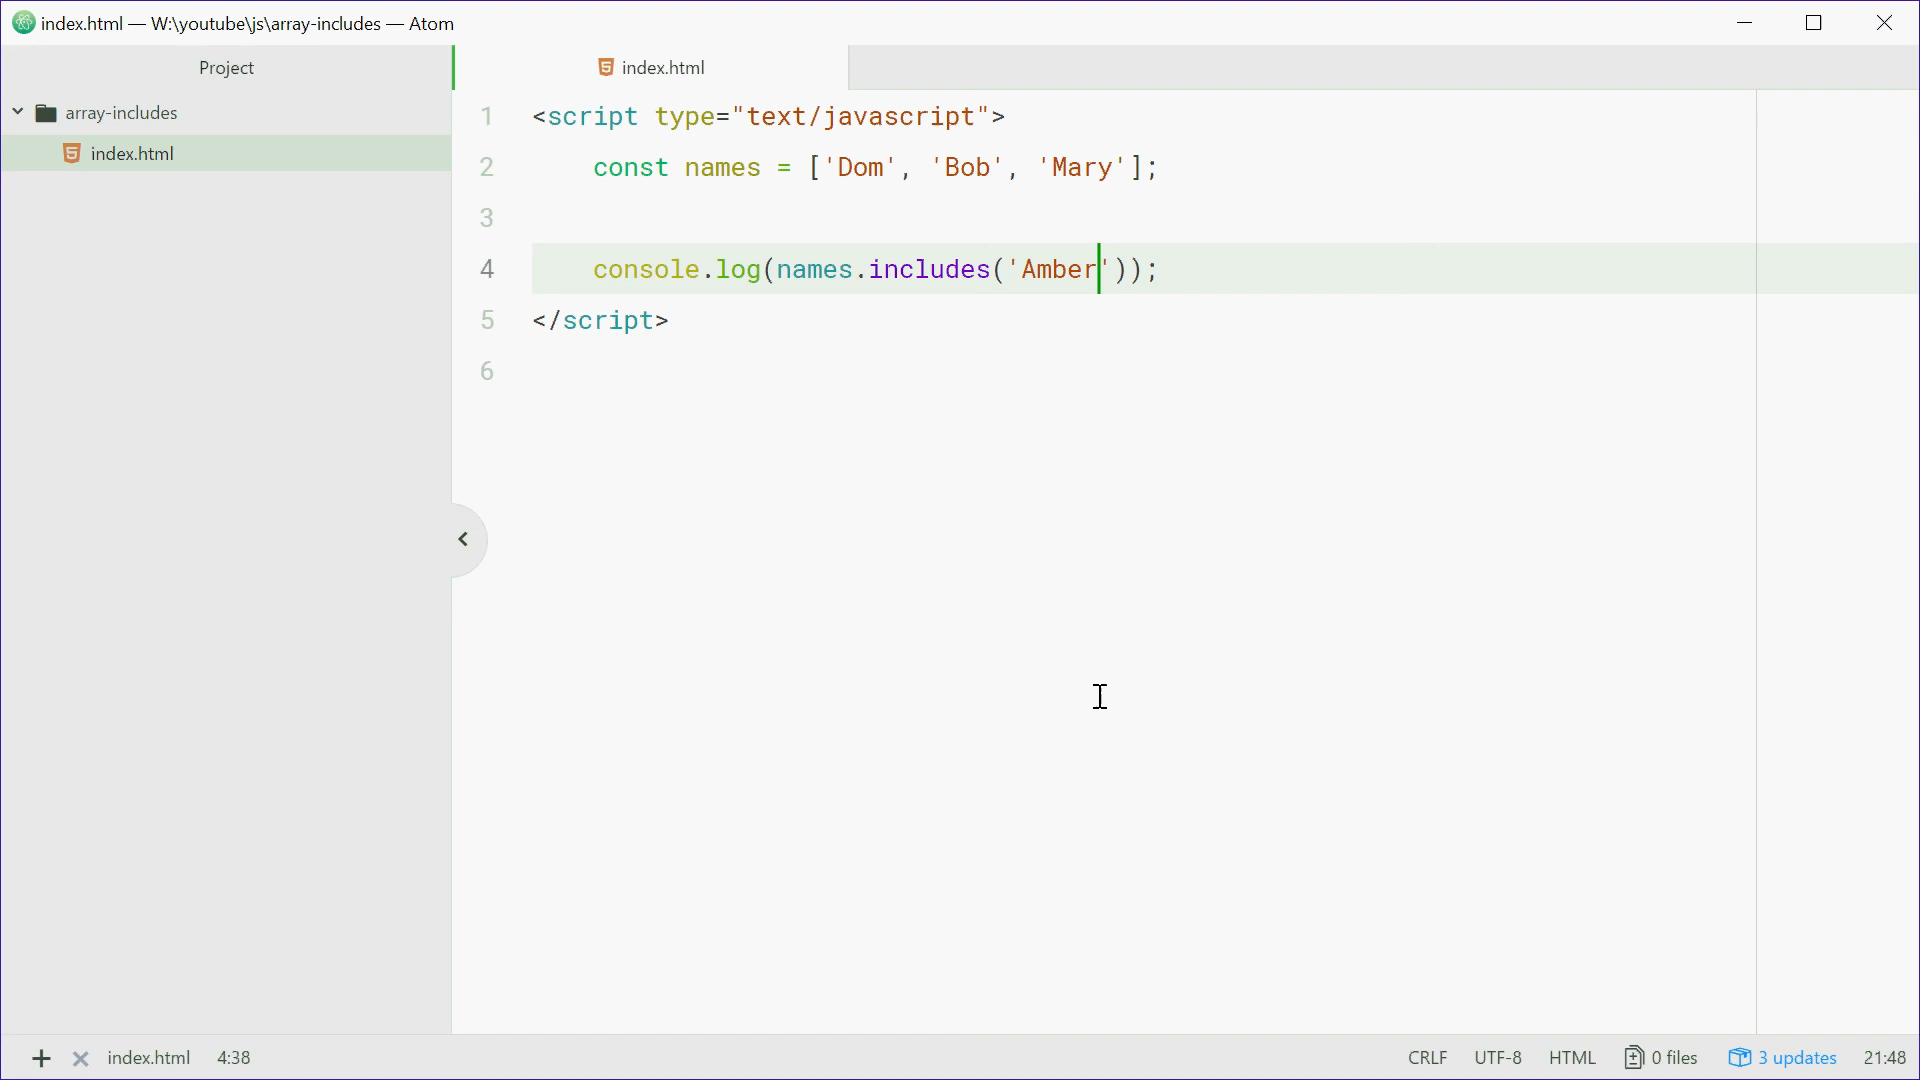 index.html — W:\youtube\js\array-includes — Atom
Project
index.html
array-includes
index.html
1 <script type="text/javascript">
2 const names = ['Dom', 'Bob', 'Mary'];
3
4 console.log(names.includes('Amber'));
5 </script>
6
index.html 4:38 CRLF UTF-8 HTML 0 files 3 updates 21:48